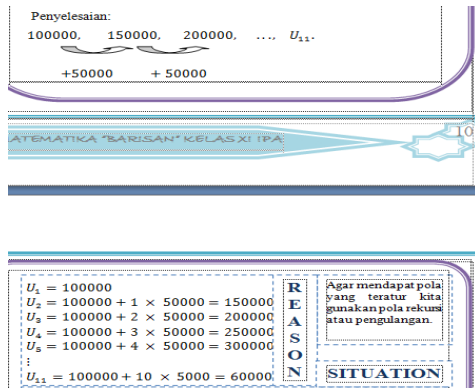 Penyelesaian:
100000, 150000, 200000, ..., U₁₁.
+50000 + 50000
ATEMATIKA "BARISAN" KELAS XI IPA
10
U₁ = 100000
U₂ = 100000 + 1 × 50000 = 150000
U₃ = 100000 + 2 × 50000 = 200000
U₄ = 100000 + 3 × 50000 = 250000
U₅ = 100000 + 4 × 50000 = 300000
⋮
U₁₁ = 100000 + 10 × 5000 = 60000
REASON
Agar mendapat pola
yang teratur kita
gunakan pola rekursi
atau pengulangan.
SITUATION